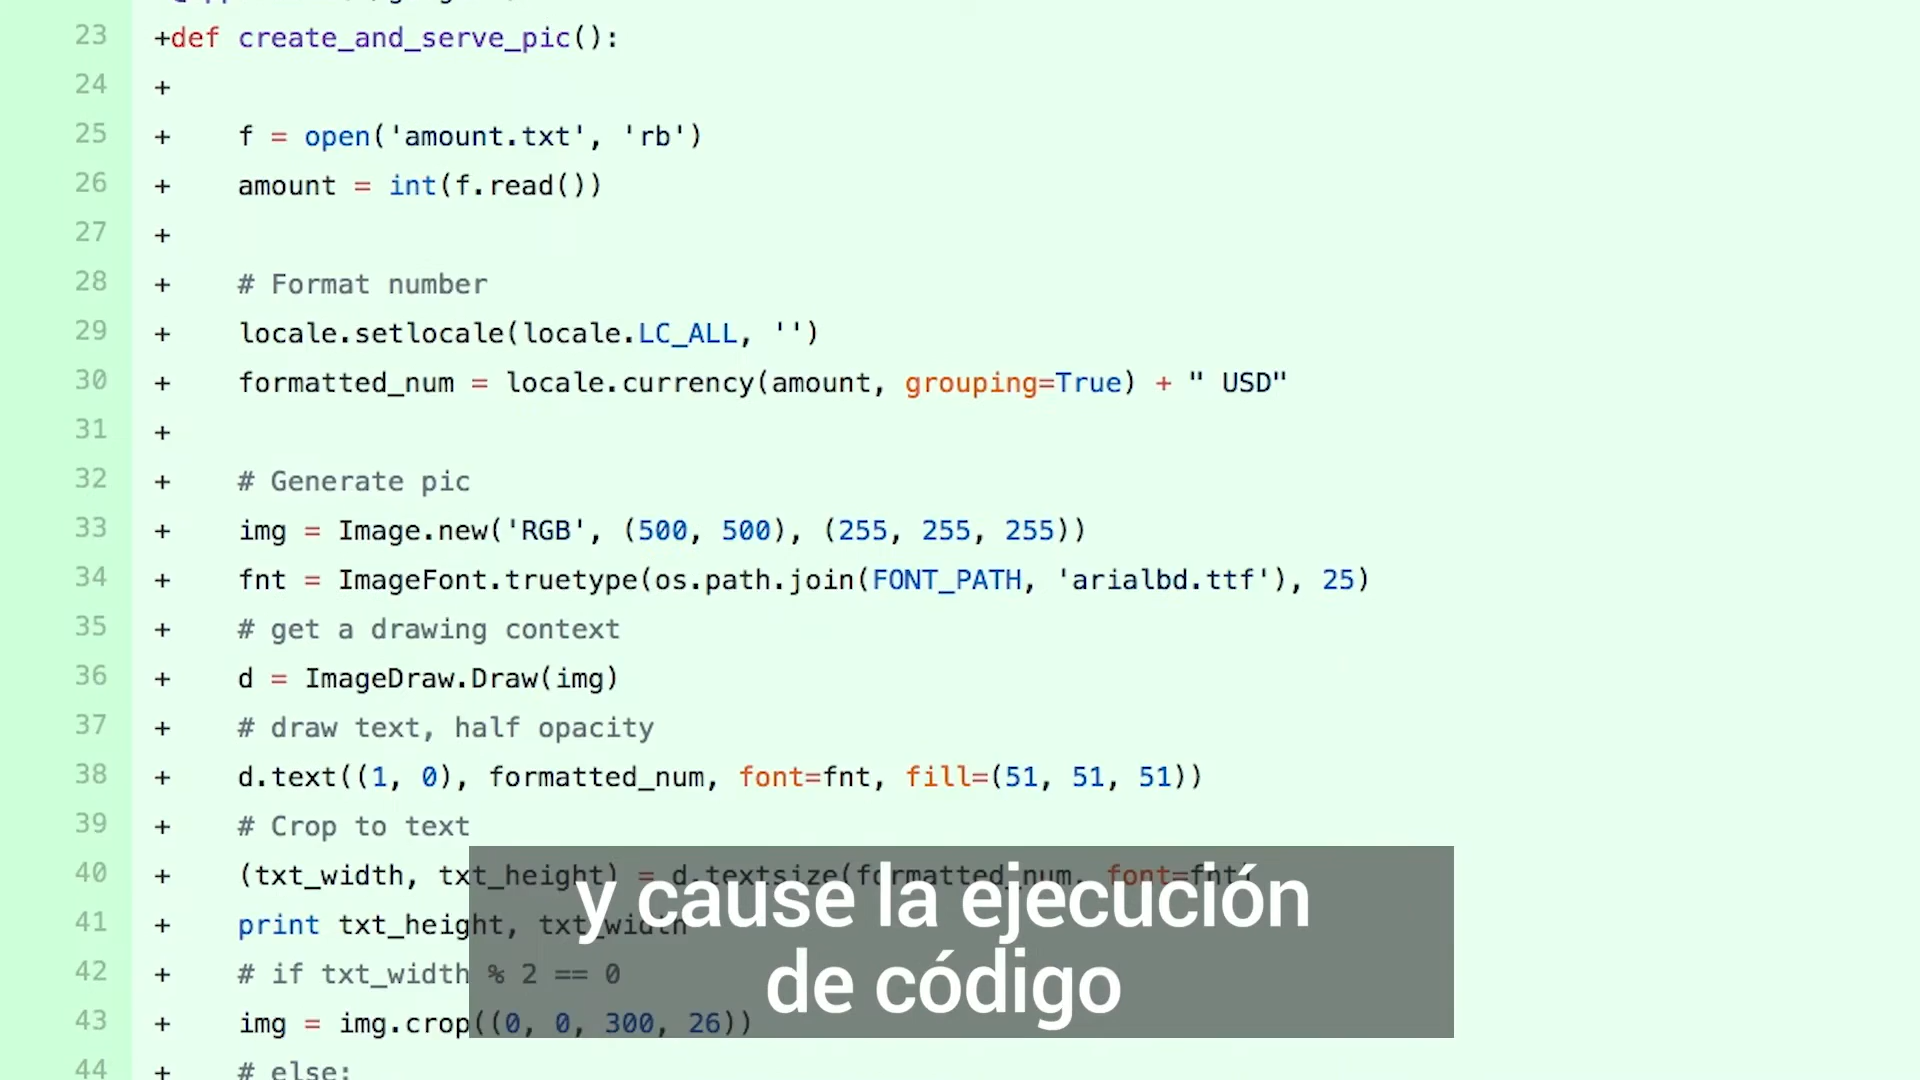 23 +def create_and_serve_pic():
24 +
25 + f = open('amount.txt', 'rb')
26 + amount = int(f.read())
27 +
28 + # Format number
29 + locale.setlocale(locale.LC_ALL, '')
30 + formatted_num = locale.currency(amount, grouping=True) + " USD"
31 +
32 + # Generate pic
33 + img = Image.new('RGB', (500, 500), (255, 255, 255))
34 + fnt = ImageFont.truetype(os.path.join(FONT_PATH, 'arialbd.ttf'), 25)
35 + # get a drawing context
36 + d = ImageDraw.Draw(img)
37 + # draw text, half opacity
38 + d.text((1, 0), formatted_num, font=fnt, fill=(51, 51, 51))
39 + # Crop to text
40 + (txt_width, txt_height) = d.textsize(formatted_num, font=fnt)
41 + print txt_height, txt_width
42 + # if txt_width % 2 == 0
43 + img = img.crop((0, 0, 300, 26))
44 + # else:
y cause la ejecución
de código